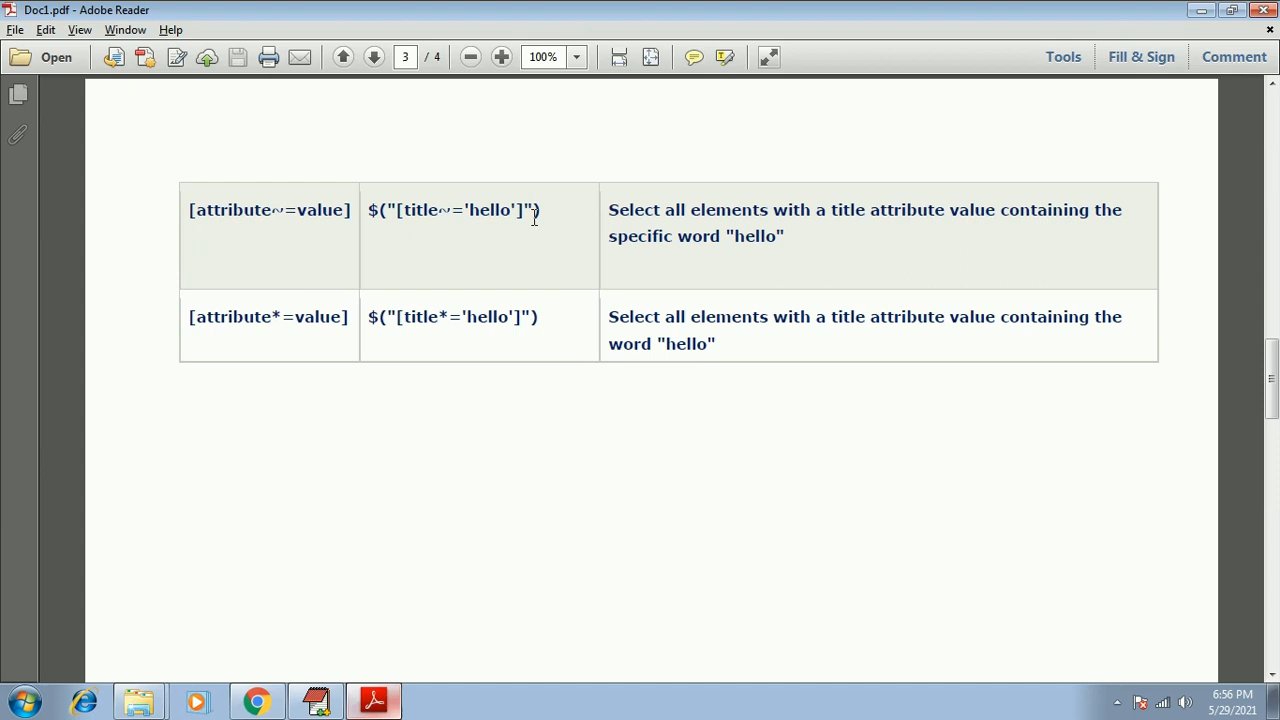 Doc1.pdf - Adobe Reader
File Edit View Window Help
Open 3 / 4 100% Tools Fill & Sign Comment
[attribute~=value] $("[title~='hello']") Select all elements with a title attribute value containing the
specific word "hello"
[attribute*=value] $("[title*='hello']") Select all elements with a title attribute value containing the
word "hello"
6:56 PM
5/29/2021